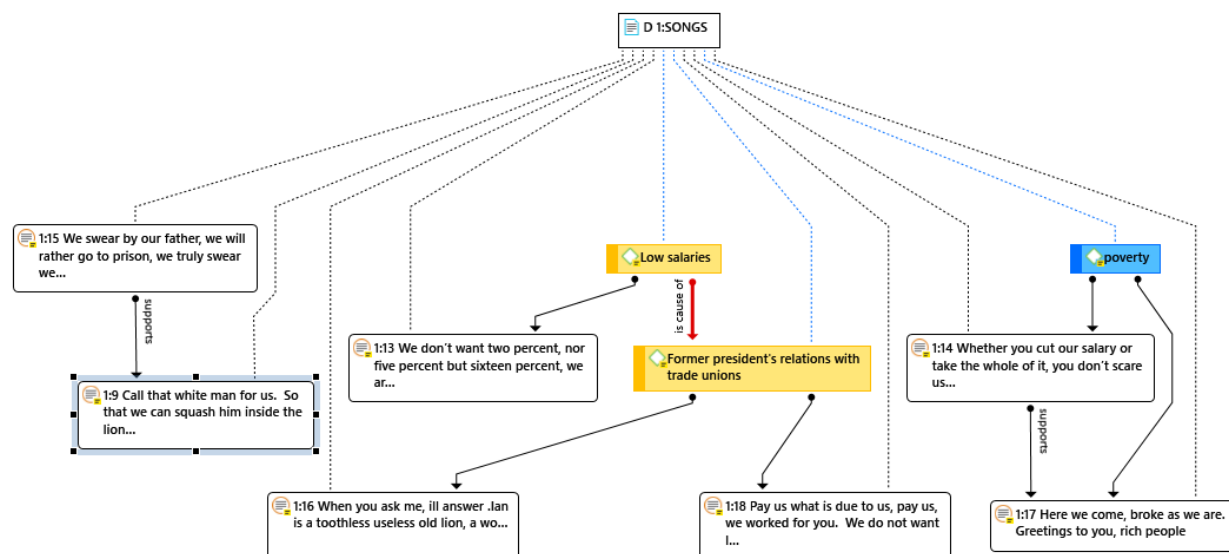 D 1:SONGS
1:15 We swear by our father, we will
rather go to prison, we truly swear
we...
supports
1:9 Call that white man for us. So
that we can squash him inside the
lion...
Low salaries
is cause of
1:13 We don't want two percent, nor
five percent but sixteen percent, we
ar...
Former president's relations with
trade unions
poverty
1:14 Whether you cut our salary or
take the whole of it, you don't scare
us...
supports
1:16 When you ask me, ill answer .Ian
is a toothless useless old lion, a wo...
1:18 Pay us what is due to us, pay us,
we worked for you. We do not want
l...
1:17 Here we come, broke as we are.
Greetings to you, rich people